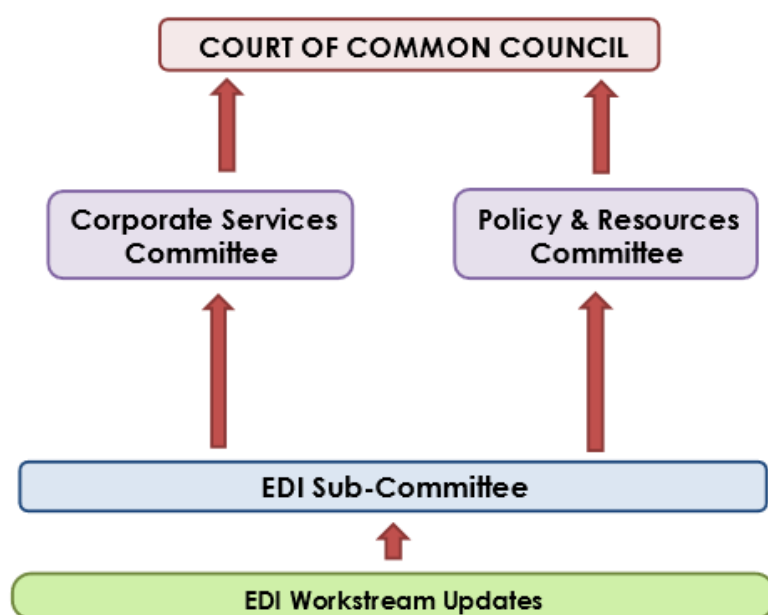 COURT OF COMMON COUNCIL
Corporate Services
Committee
Policy & Resources
Committee
EDI Sub-Committee
EDI Workstream Updates